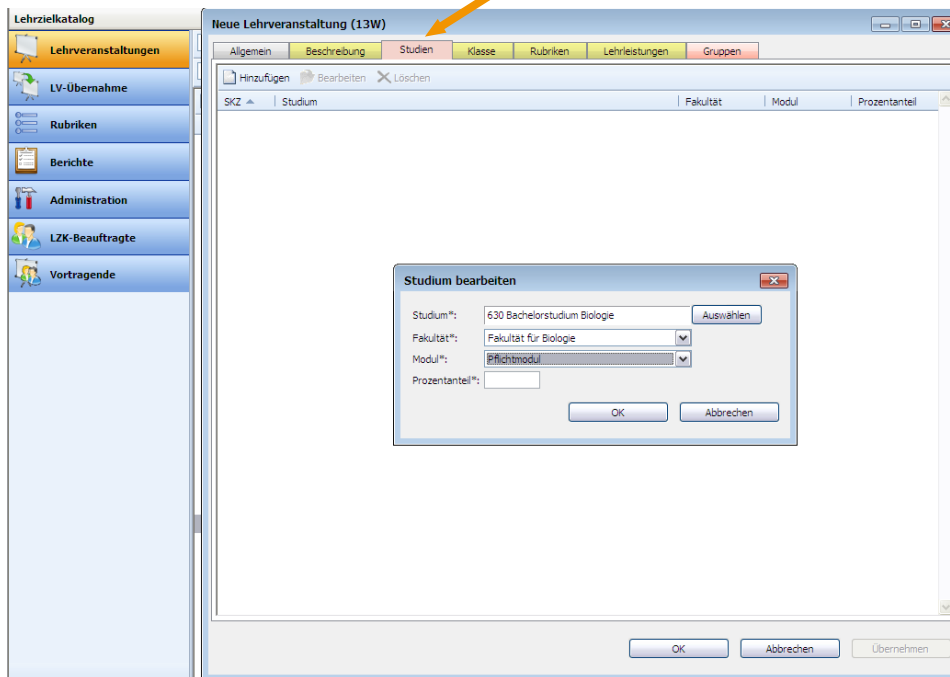 Lehrzielkatalog
Lehrveranstaltungen
LV-Übernahme
Rubriken
Berichte
Administration
LZK-Beauftragte
Vortragende
Neue Lehrveranstaltung (13W)
Allgemein Beschreibung Studien Klasse Rubriken Lehrleistungen Gruppen
Hinzufügen Bearbeiten Löschen
SKZ Studium Fakultät Modul Prozentanteil
Studium bearbeiten
Studium*: 630 Bachelorstudium Biologie Auswählen
Fakultät*: Fakultät für Biologie
Modul*: Pflichtmodul
Prozentanteil*:
OK Abbrechen
OK Abbrechen Übernehmen